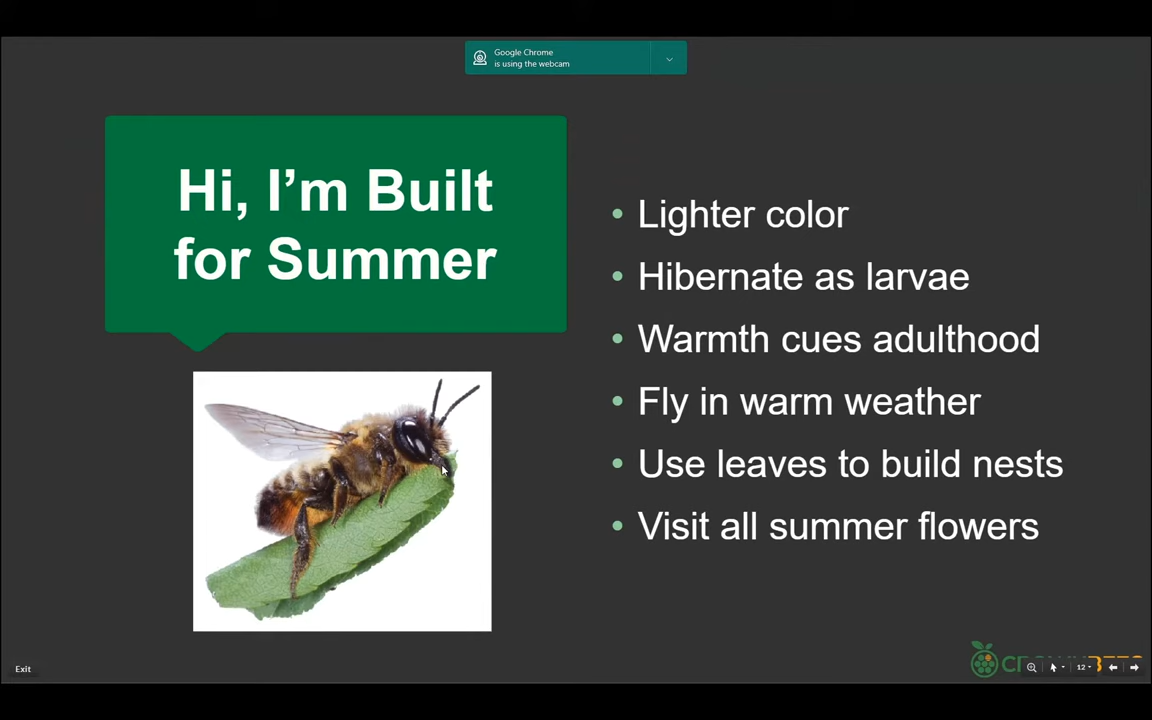 Google Chrome
is using the webcam
Hi, I’m Built
for Summer
• Lighter color
• Hibernate as larvae
• Warmth cues adulthood
• Fly in warm weather
• Use leaves to build nests
• Visit all summer flowers
Exit
12